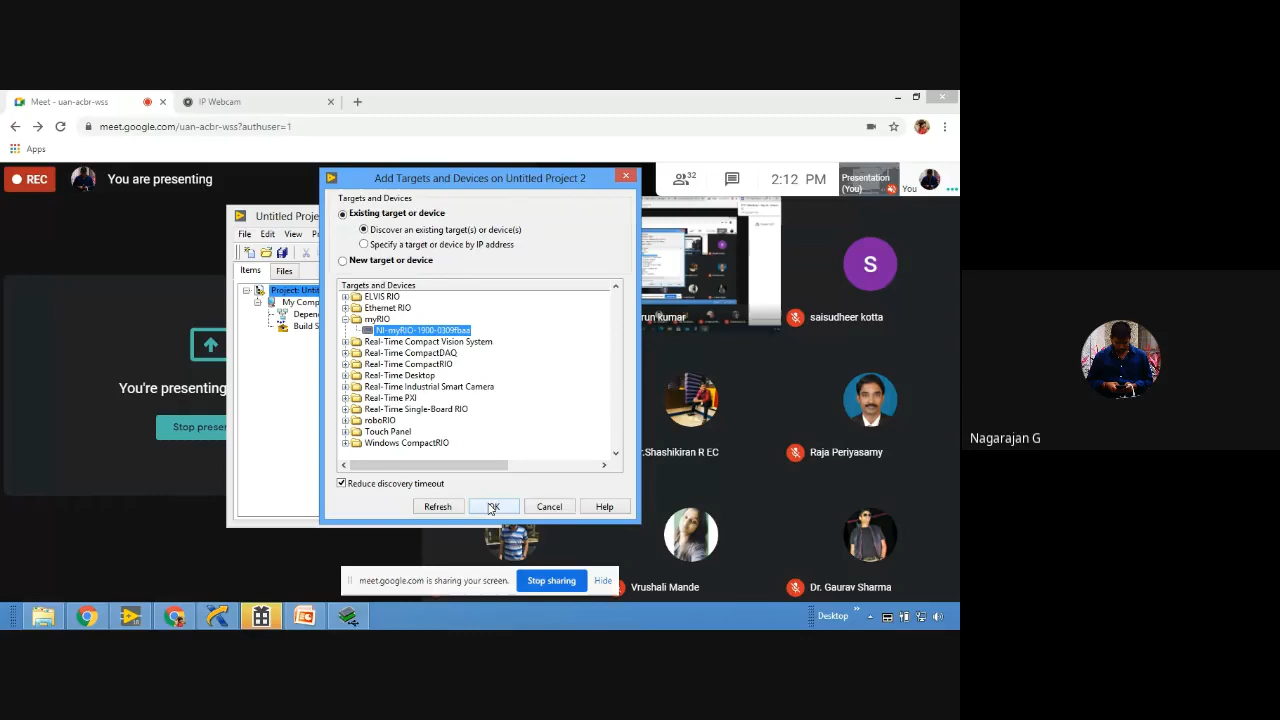 Meet - uan-acbr-wss
IP Webcam
meet.google.com/uan-acbr-wss?authuser=1
Apps
REC
You are presenting
32
2:12 PM
Presentation (You)
You
Add Targets and Devices on Untitled Project 2
Targets and Devices
Existing target or device
Discover an existing target(s) or device(s)
Specify a target or device by IP address
New target or device
Targets and Devices
ELVIS RIO
Ethernet RIO
myRIO
NI-myRIO-1900-0309fbaa
Real-Time Compact Vision System
Real-Time CompactDAQ
Real-Time CompactRIO
Real-Time Desktop
Real-Time Industrial Smart Camera
Real-Time PXI
Real-Time Single-Board RIO
roboRIO
Touch Panel
Windows CompactRIO
Reduce discovery timeout
Refresh
OK
Cancel
Help
Untitled Proje
File Edit View P
Items
Files
Project: Untit
My Comp
Depen
Build S
You're presenting
Stop presen
run kumar
S
saisudheer kotta
r.Shashikiran R EC
Raja Periyasamy
Vrushali Mande
Dr. Gaurav Sharma
meet.google.com is sharing your screen.
Stop sharing
Hide
Desktop
Nagarajan G